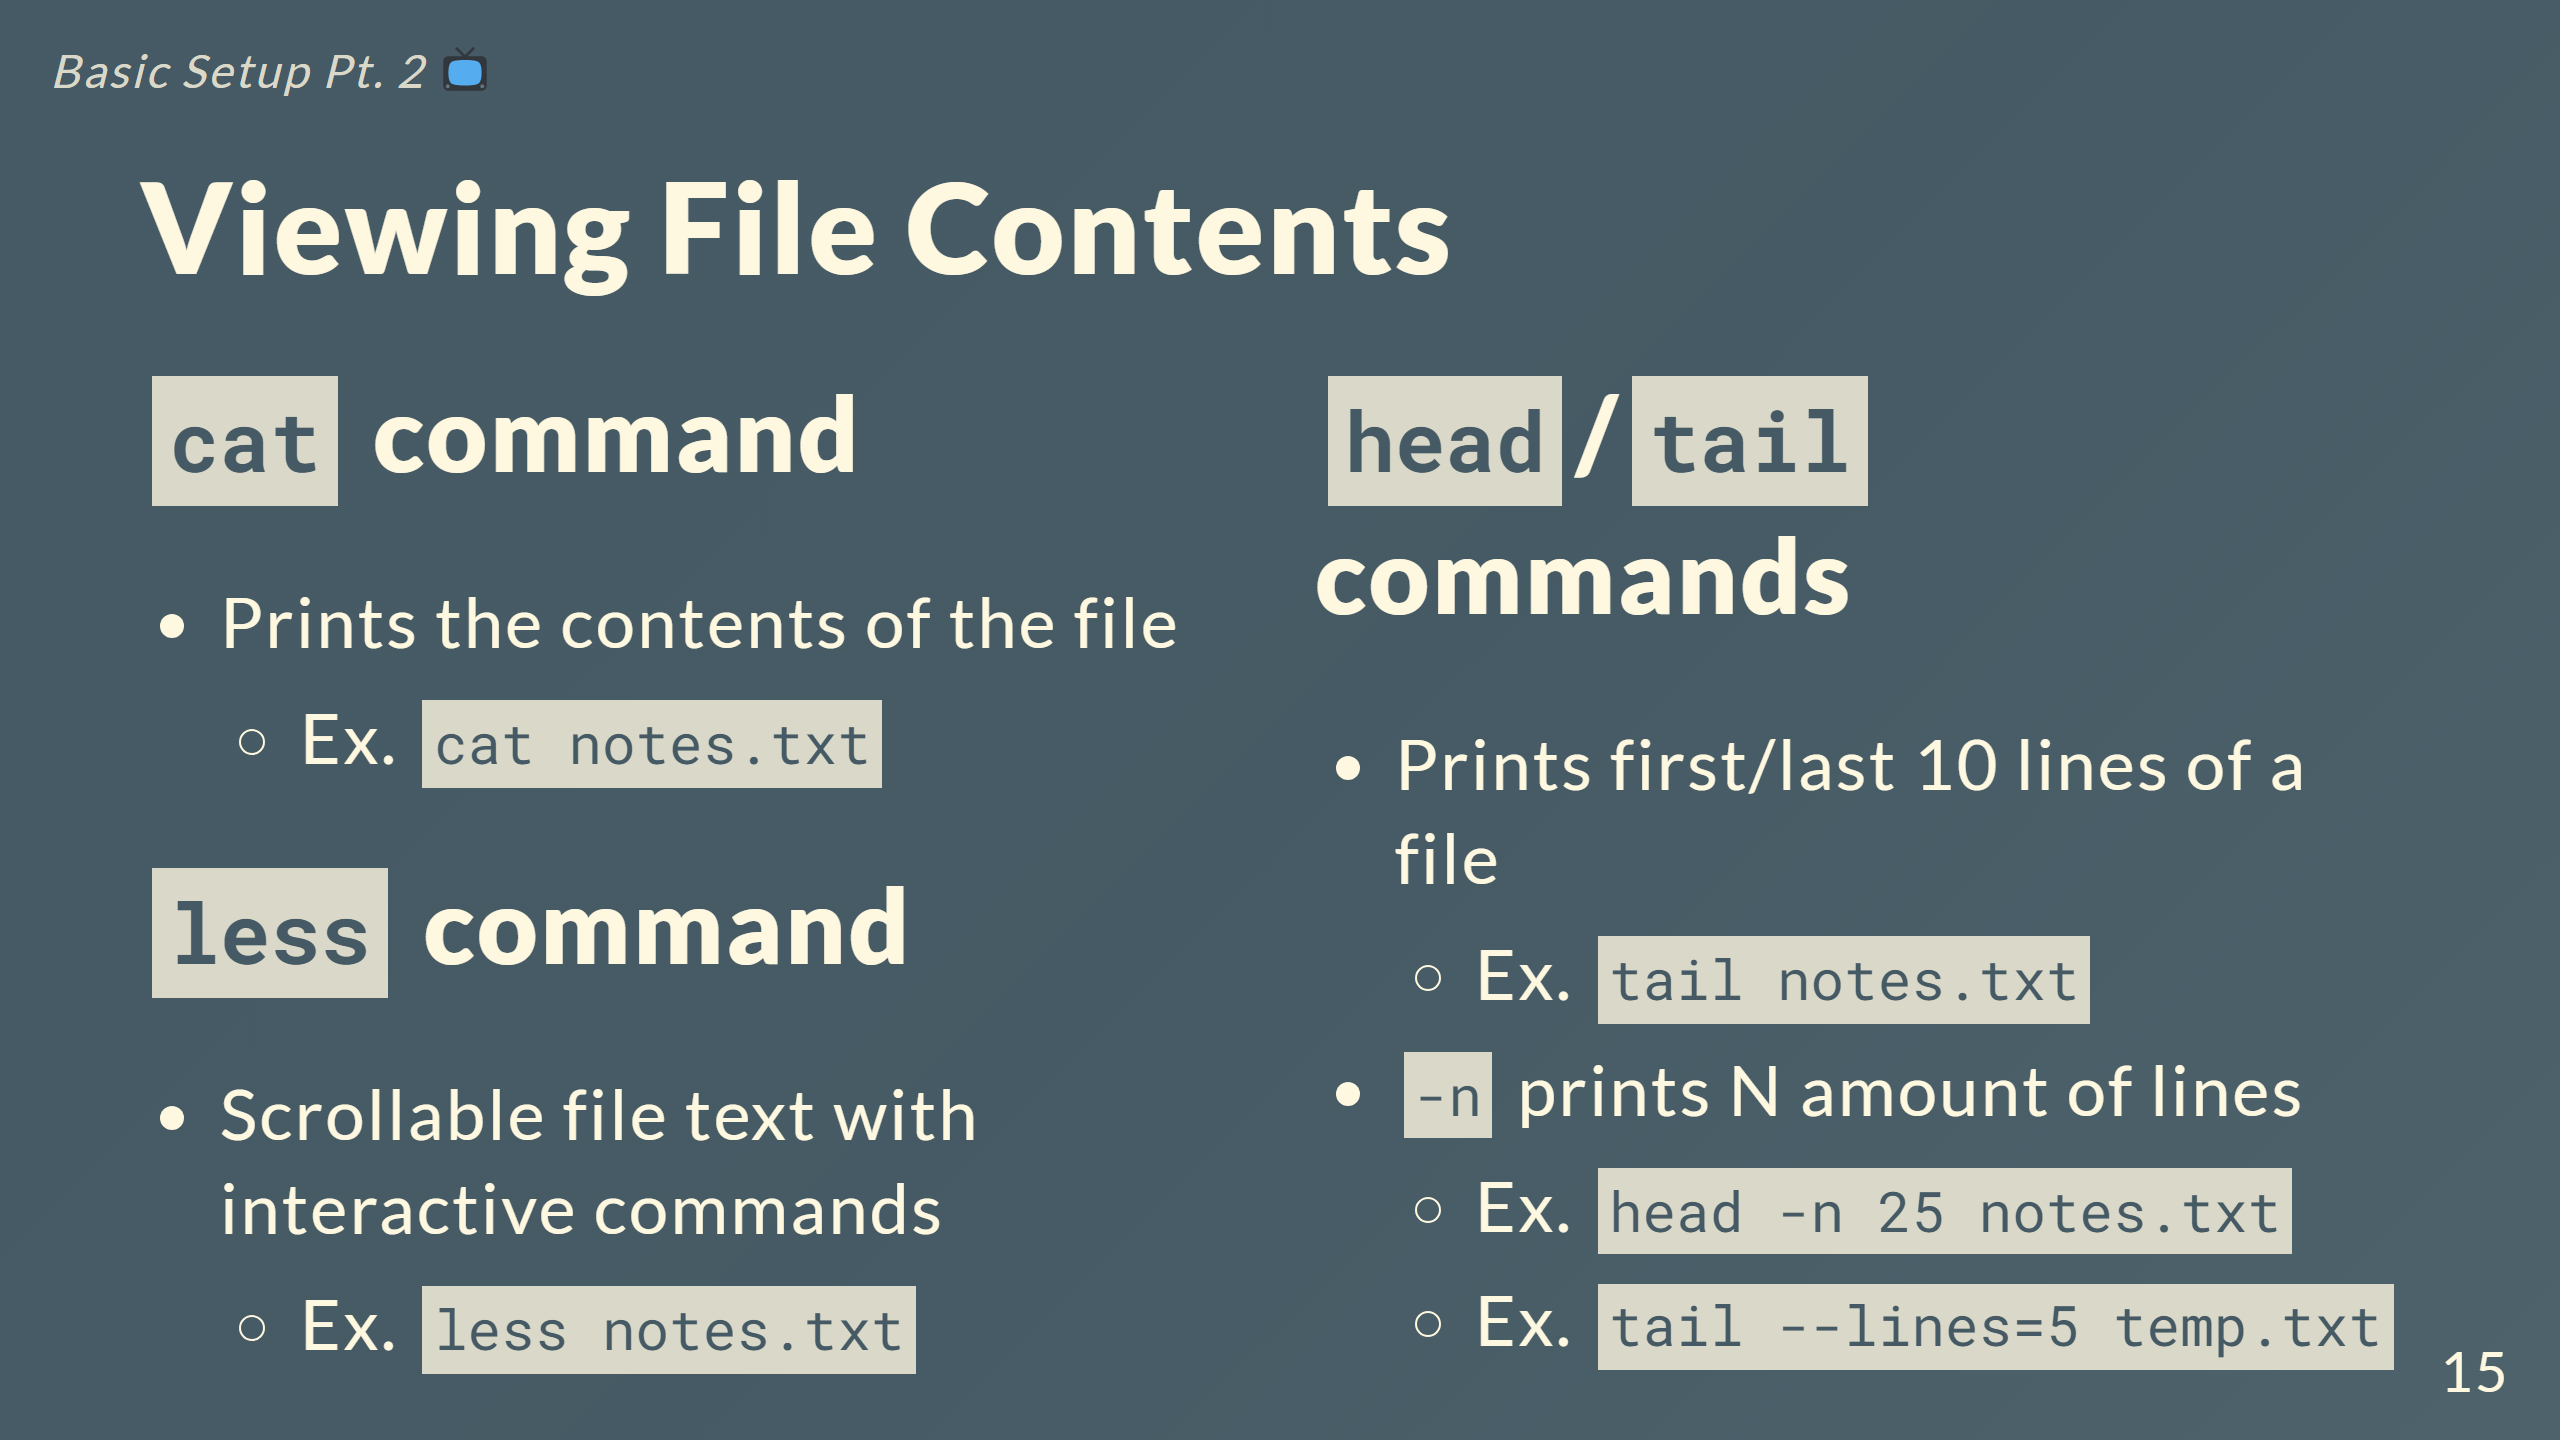 Basic Setup Pt. 2 📺
Viewing File Contents
cat command
Prints the contents of the file
Ex. cat notes.txt
less command
Scrollable file text with
interactive commands
Ex. less notes.txt
head/tail
commands
Prints first/last 10 lines of a
file
Ex. tail notes.txt
-n prints N amount of lines
Ex. head -n 25 notes.txt
Ex. tail --lines=5 temp.txt
15